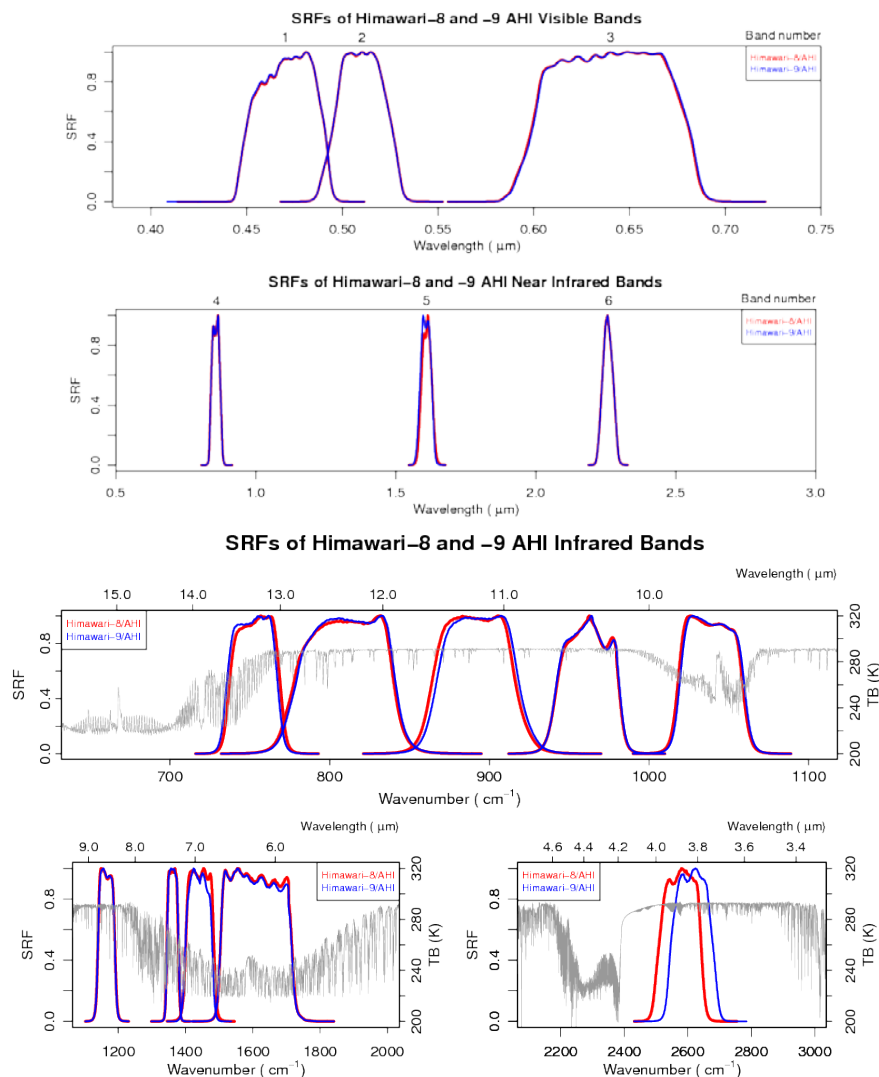 SRFs of Himawari-8 and -9 AHI Visible Bands
1 2 3 Band number
Himawari-8/AHI
Himawari-9/AHI
SRF
0.0 0.4 0.8
0.40 0.45 0.50 0.55 0.60 0.65 0.70 0.75
Wavelength ( μm)
SRFs of Himawari-8 and -9 AHI Near Infrared Bands
4 5 6 Band number
Himawari-8/AHI
Himawari-9/AHI
SRF
0.0 0.4 0.8
0.5 1.0 1.5 2.0 2.5 3.0
Wavelength ( μm)
SRFs of Himawari-8 and -9 AHI Infrared Bands
Wavelength ( μm)
15.0 14.0 13.0 12.0 11.0 10.0
Himawari-8/AHI
Himawari-9/AHI
SRF
0.0 0.4 0.8
TB (K)
200 230 260 290 320
700 800 900 1000 1100
Wavenumber ( cm⁻¹)
Wavelength ( μm)
9.0 8.0 7.0 6.0
Himawari-8/AHI
Himawari-9/AHI
SRF
0.0 0.4 0.8
TB (K)
200 230 260 290 320
1200 1400 1600 1800 2000
Wavenumber ( cm⁻¹)
Wavelength ( μm)
4.6 4.4 4.2 4.0 3.8 3.6 3.4
Himawari-8/AHI
Himawari-9/AHI
SRF
0.0 0.4 0.8
TB (K)
200 230 260 290 320
2200 2400 2600 2800 3000
Wavenumber ( cm⁻¹)